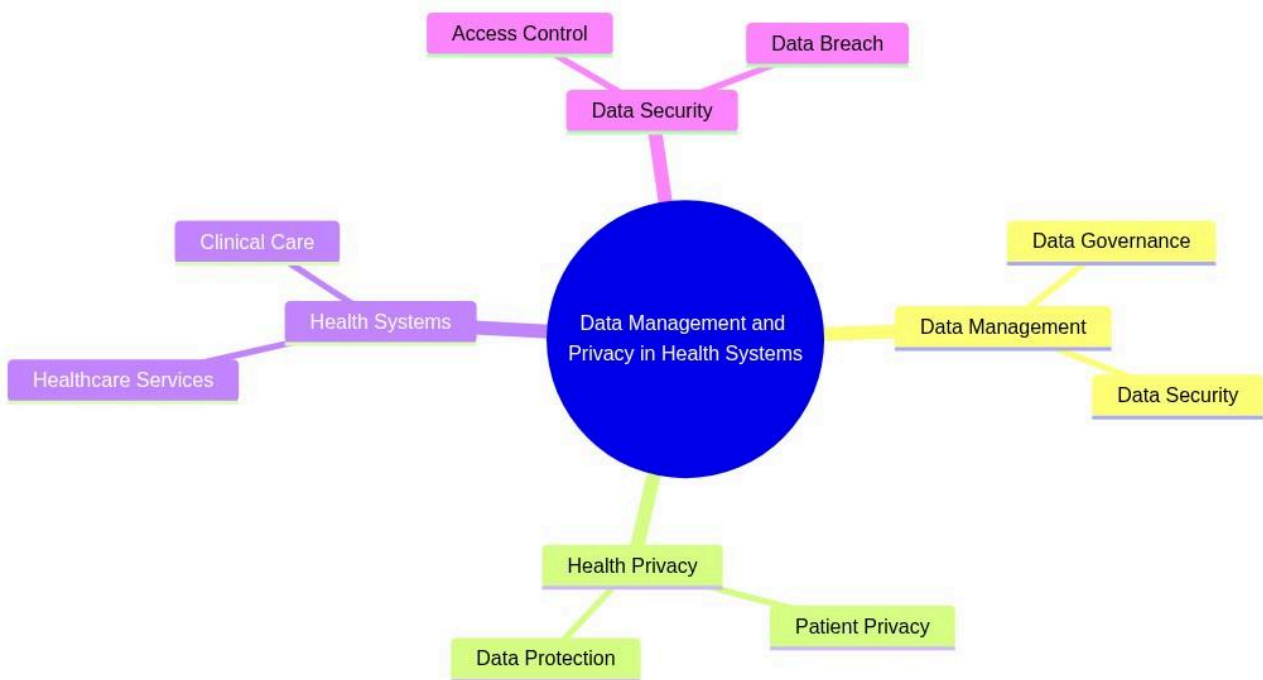 Access Control
Data Breach
Data Security
Clinical Care
Data Governance
Health Systems
Data Management and
Privacy in Health Systems
Data Management
Healthcare Services
Data Security
Health Privacy
Patient Privacy
Data Protection